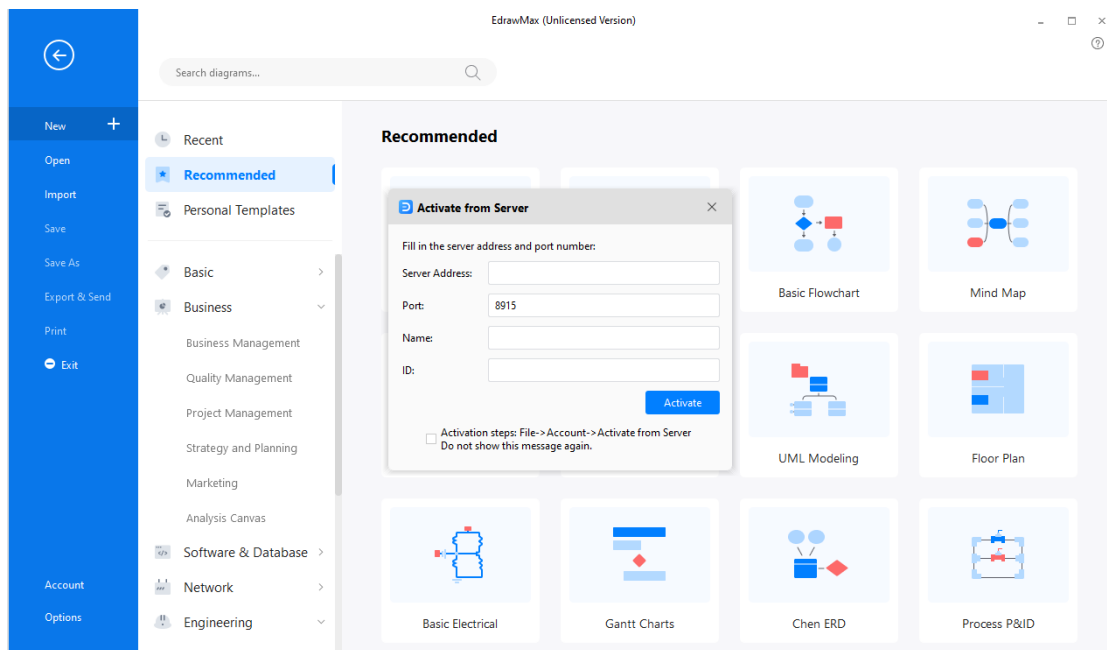 EdrawMax (Unlicensed Version)
Search diagrams...
New
Open
Import
Save
Save As
Export & Send
Print
Exit
Account
Options
Recent
Recommended
Personal Templates
Basic
Business
Business Management
Quality Management
Project Management
Strategy and Planning
Marketing
Analysis Canvas
Software & Database
Network
Engineering
Recommended
Activate from Server
Fill in the server address and port number:
Server Address:
Port: 8915
Name:
ID:
Activate
Activation steps: File->Account->Activate from Server
Do not show this message again.
Basic Flowchart
Mind Map
UML Modeling
Floor Plan
Basic Electrical
Gantt Charts
Chen ERD
Process P&ID